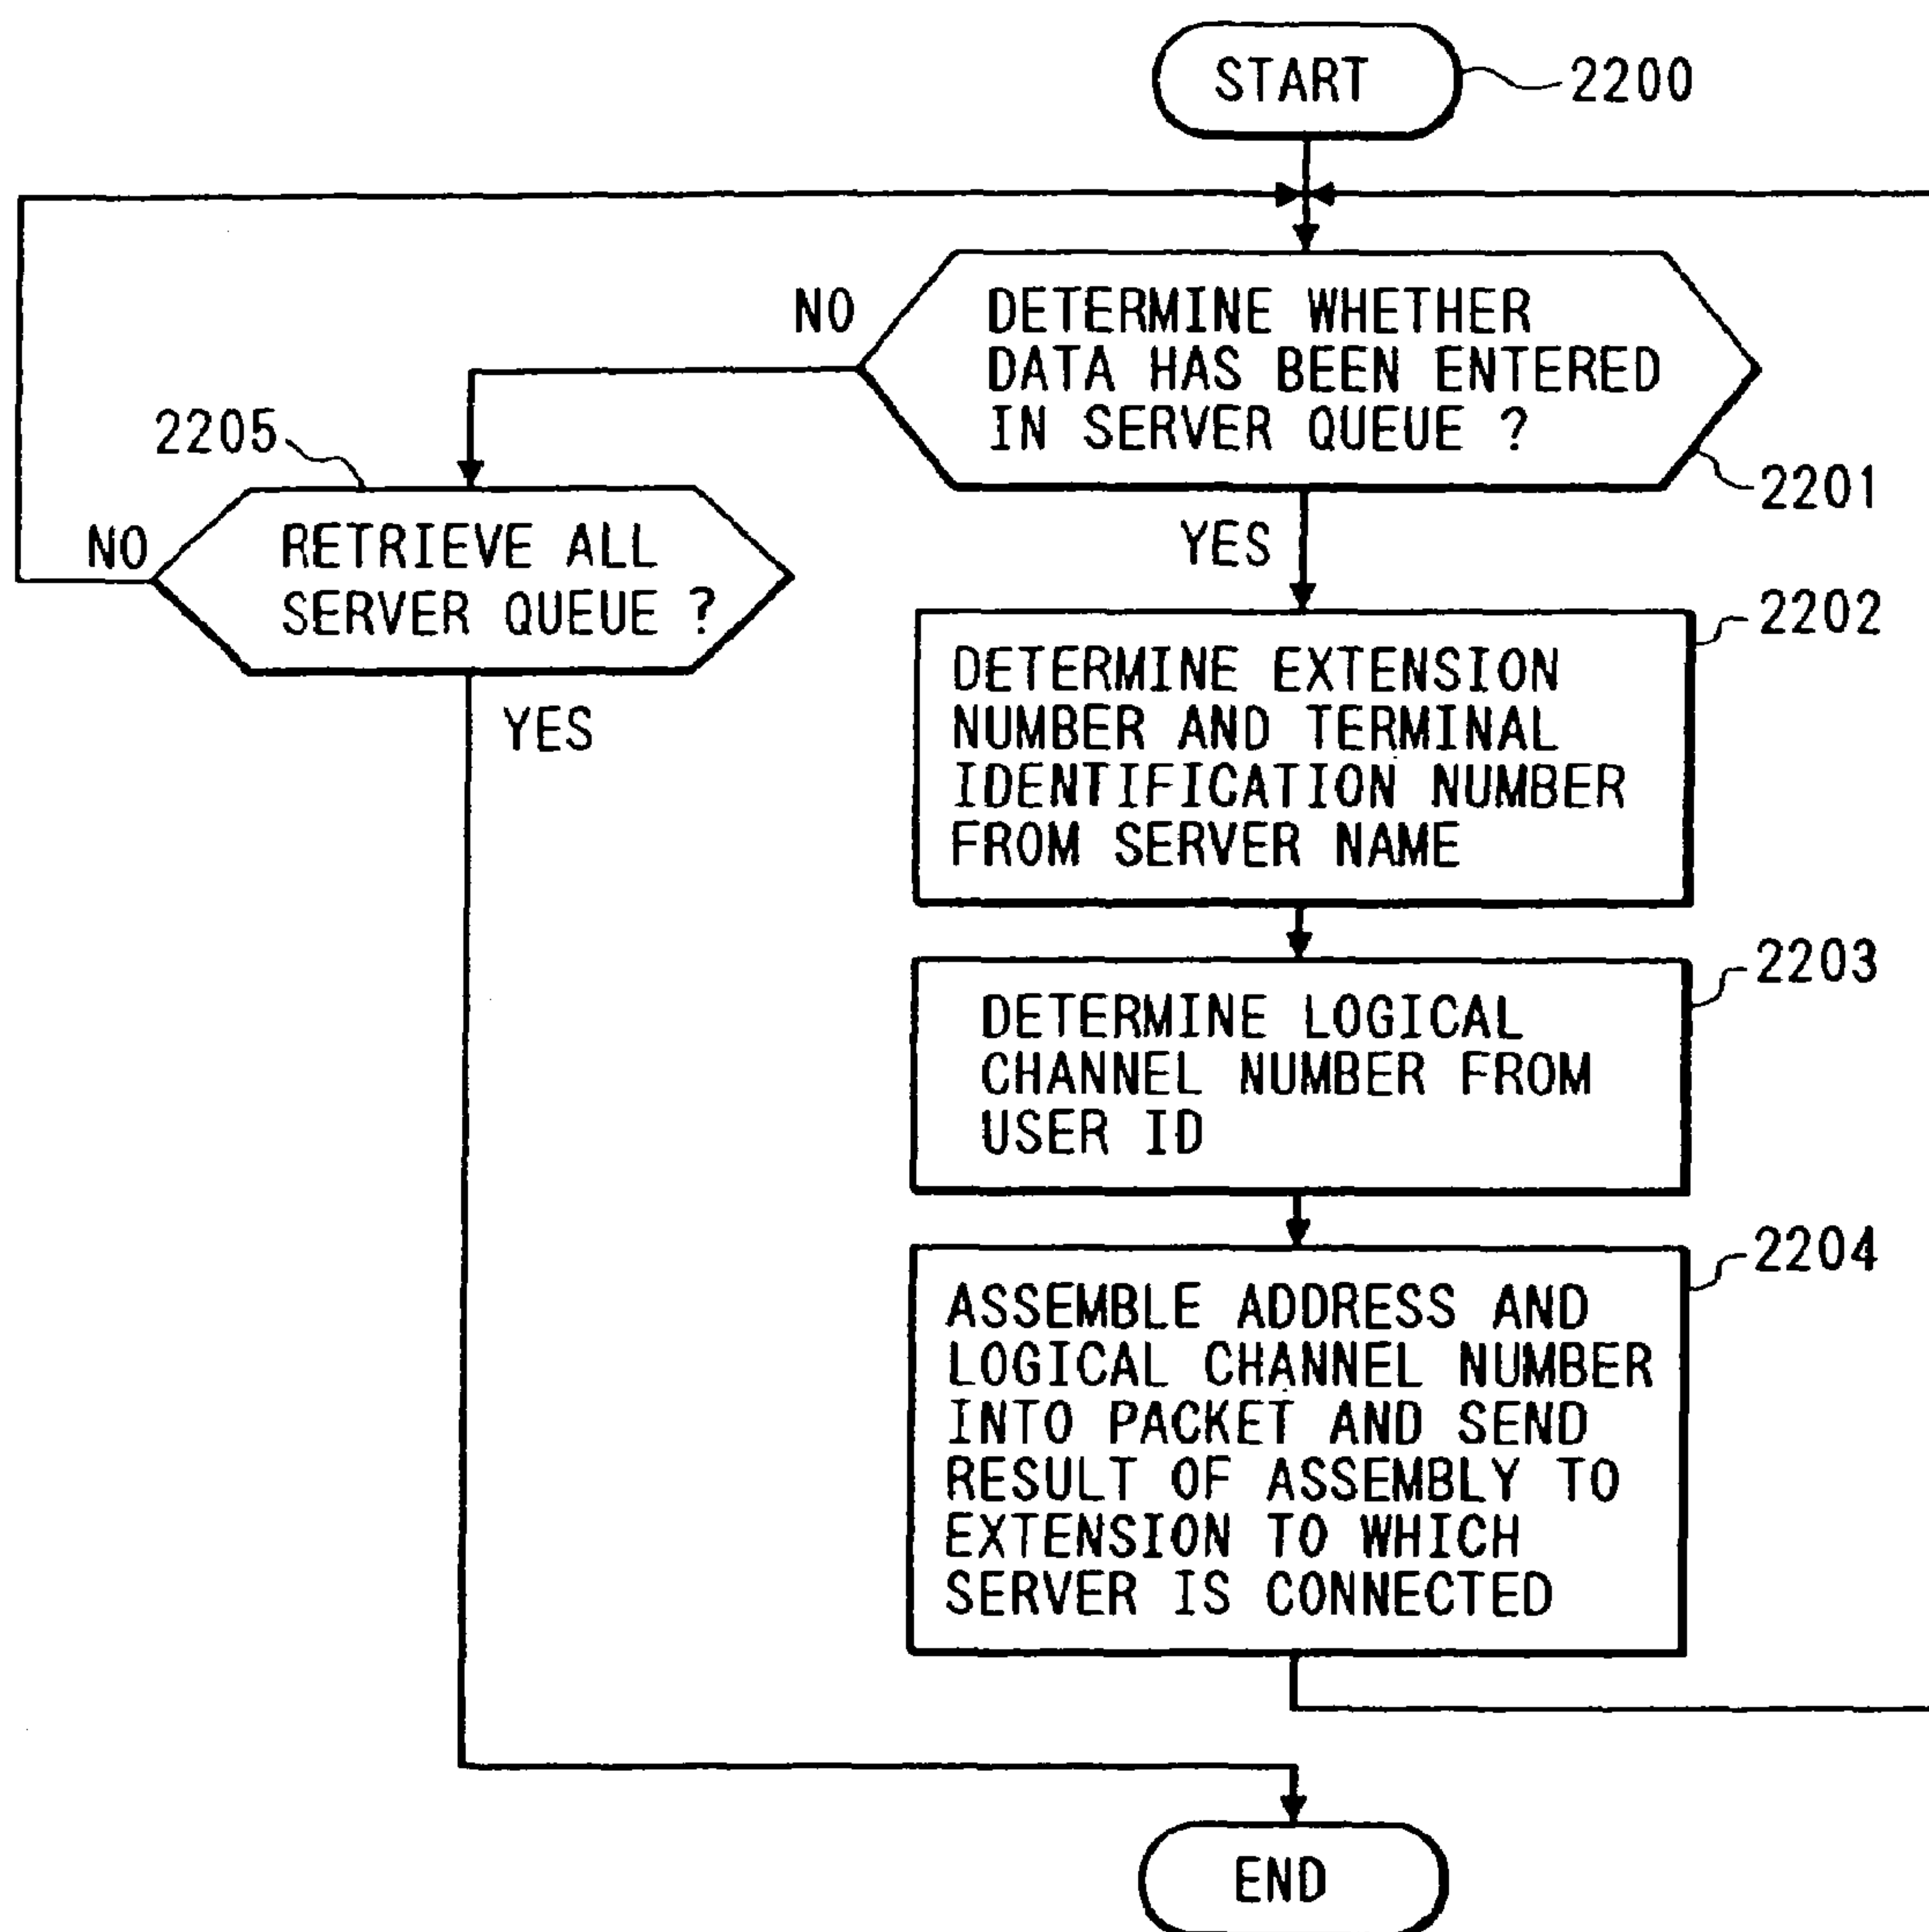 START
2200
NO
DETERMINE WHETHER
DATA HAS BEEN ENTERED
IN SERVER QUEUE ?
2201
2205
NO
RETRIEVE ALL
SERVER QUEUE ?
YES
YES
2202
DETERMINE EXTENSION
NUMBER AND TERMINAL
IDENTIFICATION NUMBER
FROM SERVER NAME
2203
DETERMINE LOGICAL
CHANNEL NUMBER FROM
USER ID
2204
ASSEMBLE ADDRESS AND
LOGICAL CHANNEL NUMBER
INTO PACKET AND SEND
RESULT OF ASSEMBLY TO
EXTENSION TO WHICH
SERVER IS CONNECTED
END